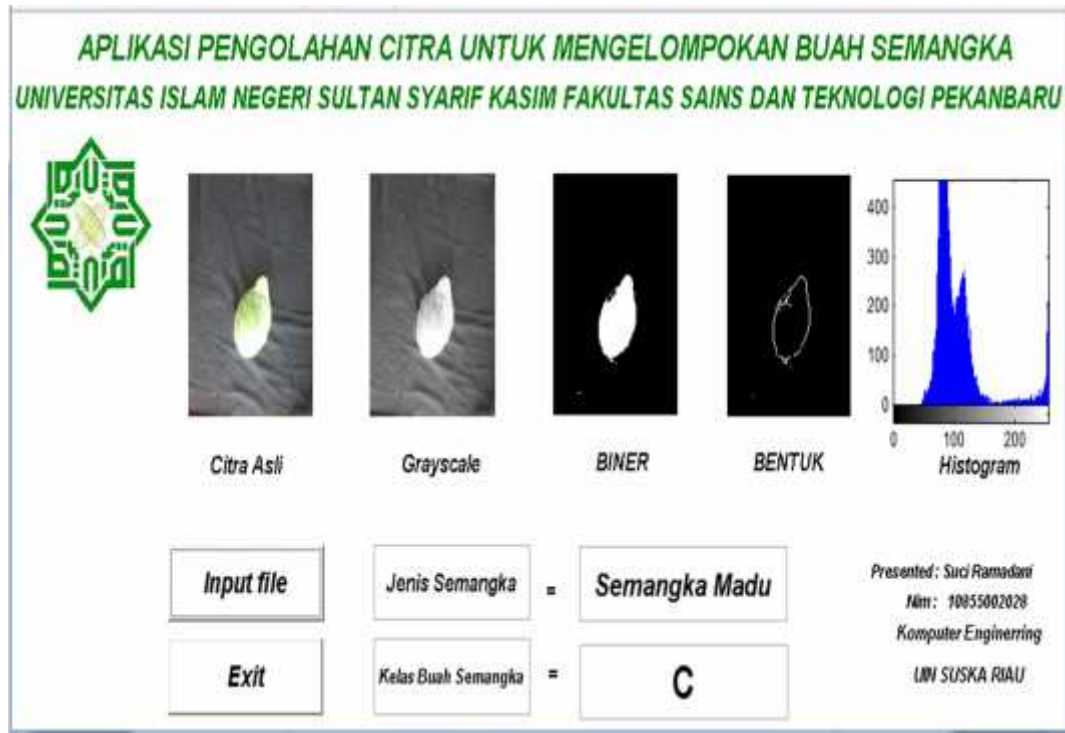 APLIKASI PENGOLAHAN CITRA UNTUK MENGELOMPOKAN BUAH SEMANGKA
UNIVERSITAS ISLAM NEGERI SULTAN SYARIF KASIM FAKULTAS SAINS DAN TEKNOLOGI PEKANBARU
400
300
200
100
0
0 100 200
Citra Asli
Grayscale
BINER
BENTUK
Histogram
Input file
Jenis Semangka
=
Semangka Madu
Exit
Kelas Buah Semangka
=
C
Presented : Suci Ramadani
Nim : 10855002028
Komputer Enginerring
UIN SUSKA RIAU